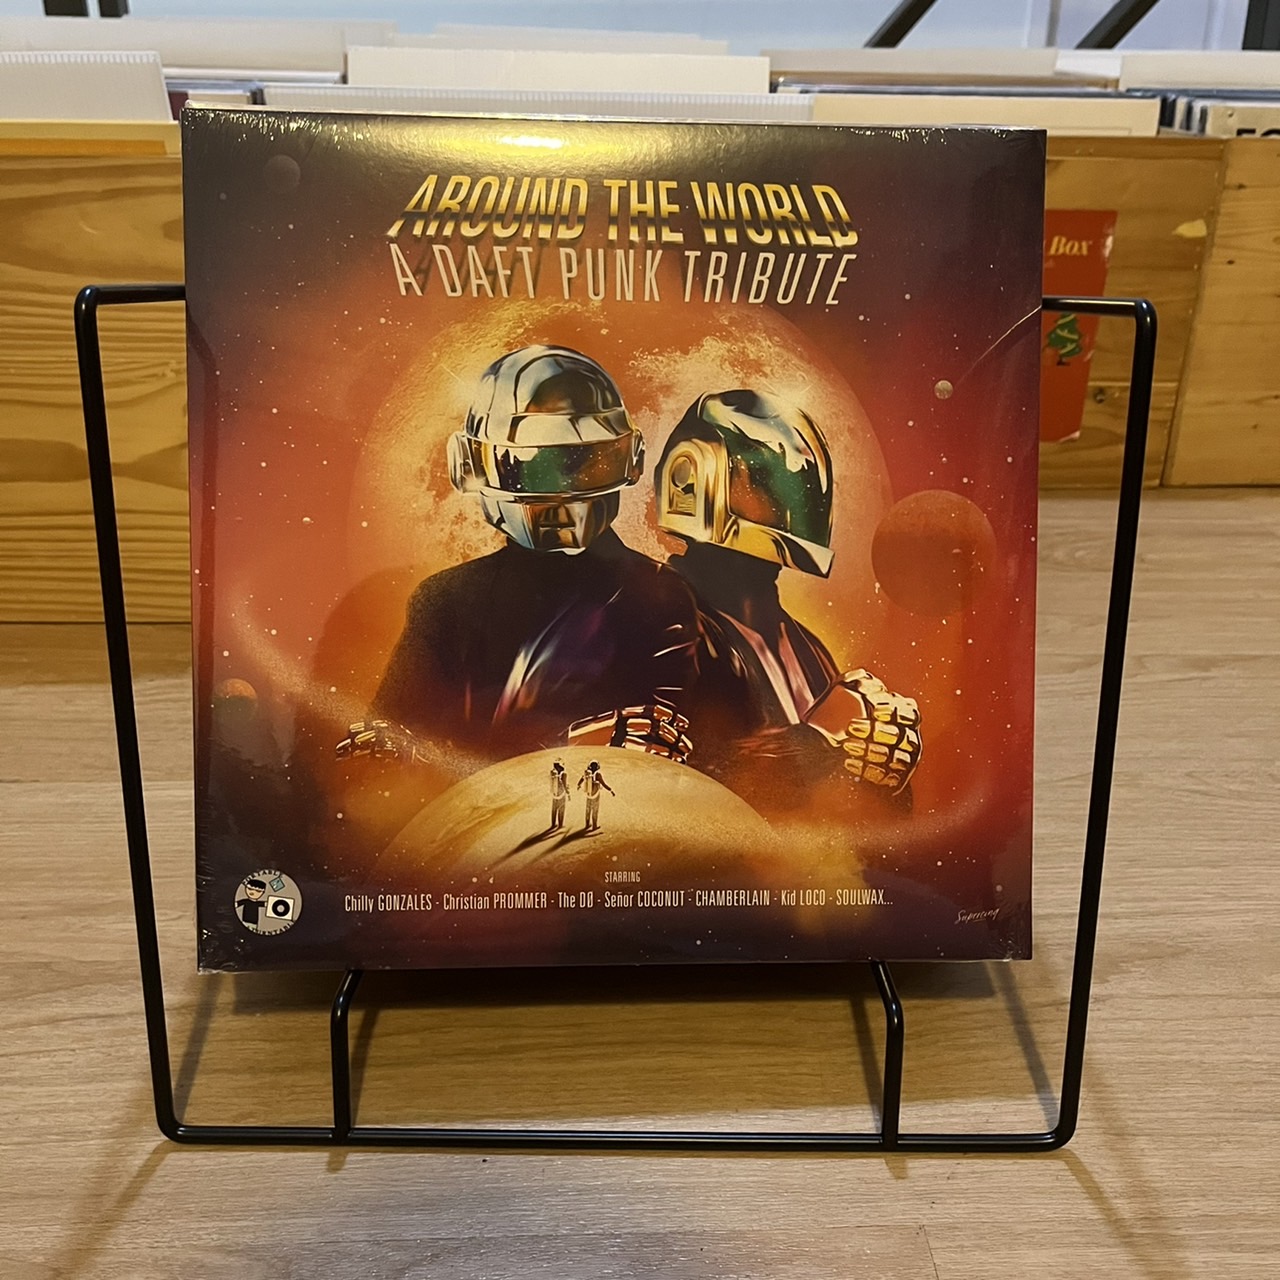 AROUND THE WORLD
A DAFT PUNK TRIBUTE
Box
STARRING
Chilly GONZALES - Christian PROMMER - The DØ - Señor COCONUT - CHAMBERLAIN - Kid LOCO - SOULWAX...